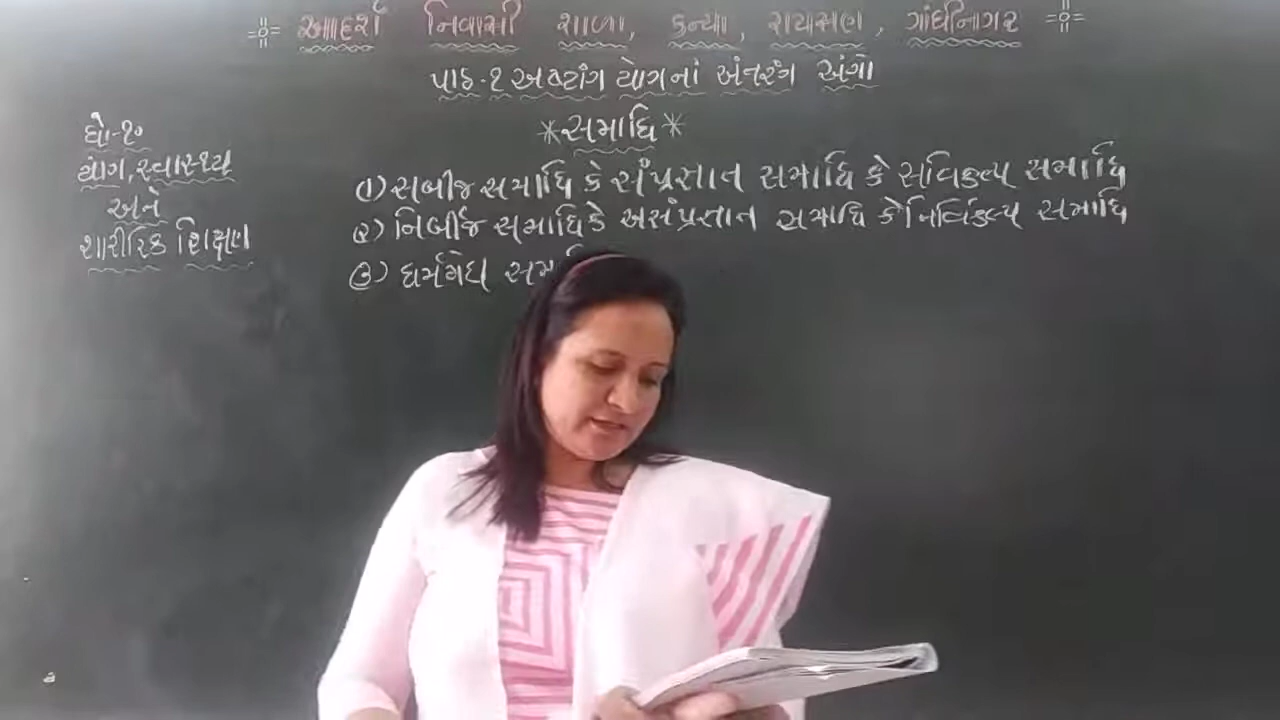 આદર્શ નિવાસી શાળા, કન્યા, રાયસણ, ગાંધીનગર
પાઠ-૧ અષ્ટાંગ યોગનાં અંતરંગ અંગો
*સમાધિ*
ધો-૧૦
યોગ, સ્વાસ્થ્ય
અને
શારીરિક શિક્ષણ
(૧) સબીજ સમાધિ કે સંપ્રજ્ઞાત સમાધિ કે સવિકલ્પ સમાધિ
(૨) નિર્બીજ સમાધિ કે અસંપ્રજ્ઞાત સમાધિ કે નિર્વિકલ્પ સમાધિ
(૩) ધર્મમેઘ